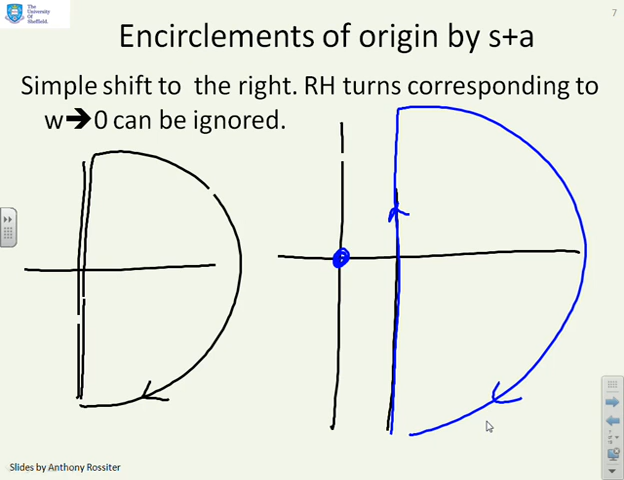 The
University
Of
Sheffield.
7
Encirclements of origin by s+a
Simple shift to the right. RH turns corresponding to
w➔0 can be ignored.
Slides by Anthony Rossiter